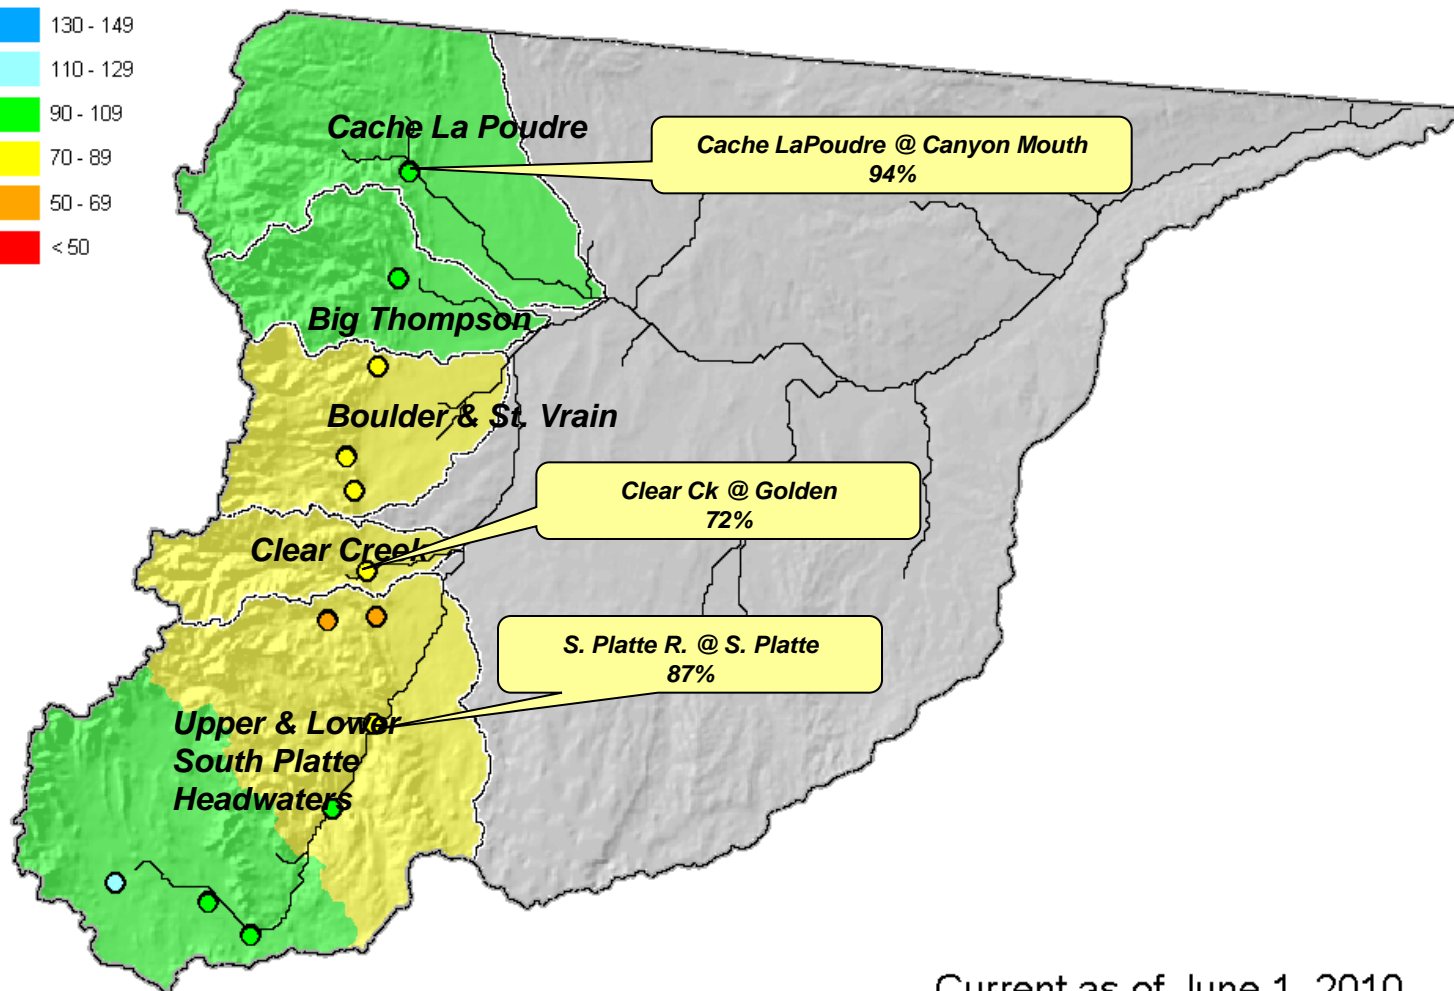 130 - 149
110 - 129
90 - 109
70 - 89
50 - 69
< 50
Cache La Poudre
Cache LaPoudre @ Canyon Mouth
94%
Big Thompson
Boulder & St. Vrain
Clear Ck @ Golden
72%
Clear Creek
S. Platte R. @ S. Platte
87%
Upper & Lower
South Platte
Headwaters
Current as of June 1, 2010